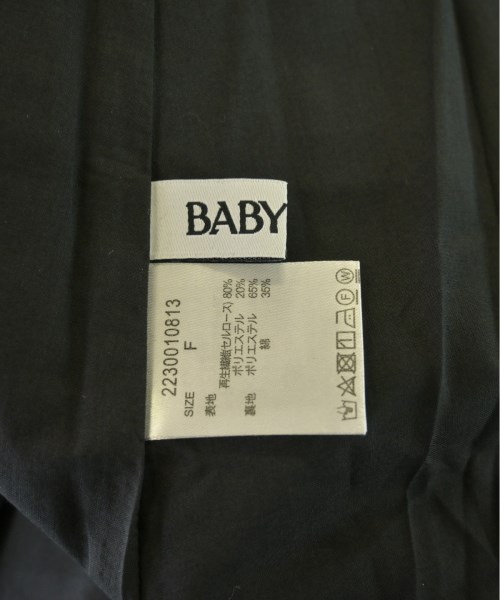 BABY
2230010813
SIZE F
表地 再生繊維(セルロース) 80%
ポリエステル 20%
裏地 ポリエステル 65%
綿 35%